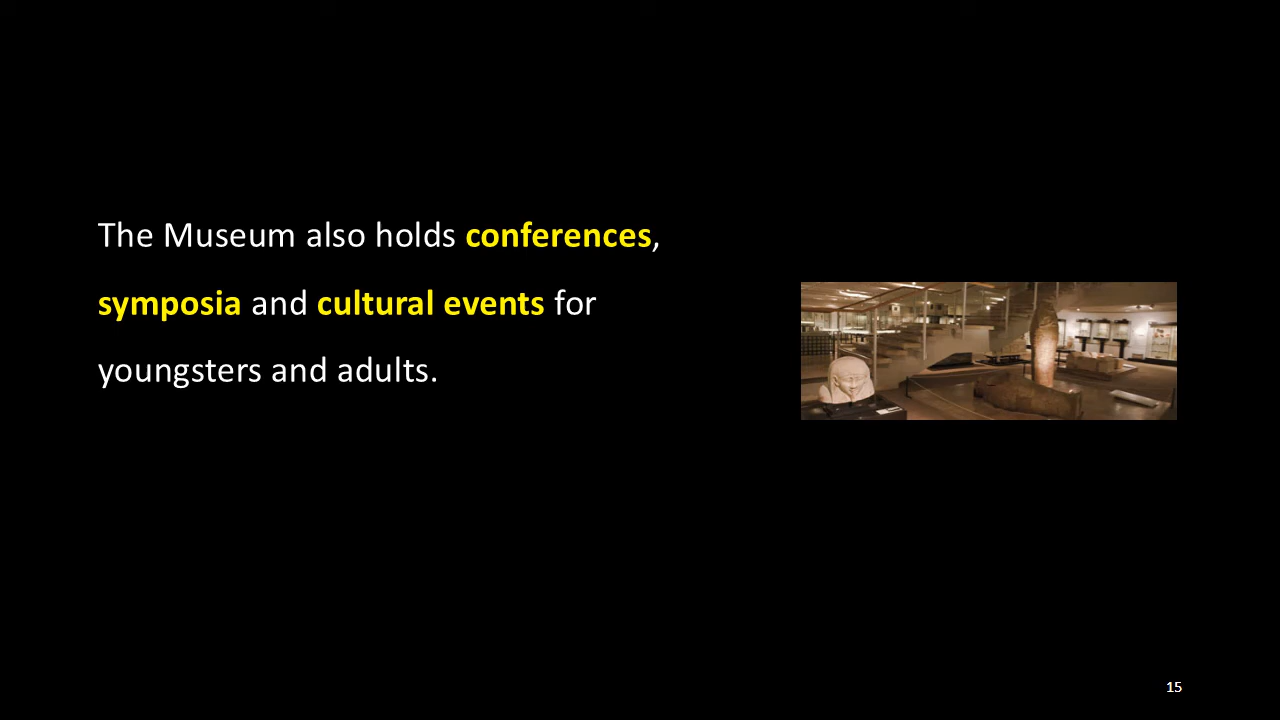 The Museum also holds conferences,
symposia and cultural events for
youngsters and adults.
15